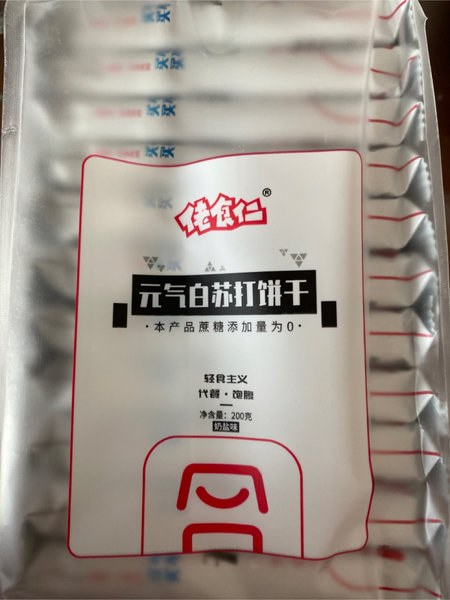 佬食仁®
元气白苏打饼干
·本产品蔗糖添加量为0·
轻食主义
代餐·饱腹
净含量：200克
奶盐味